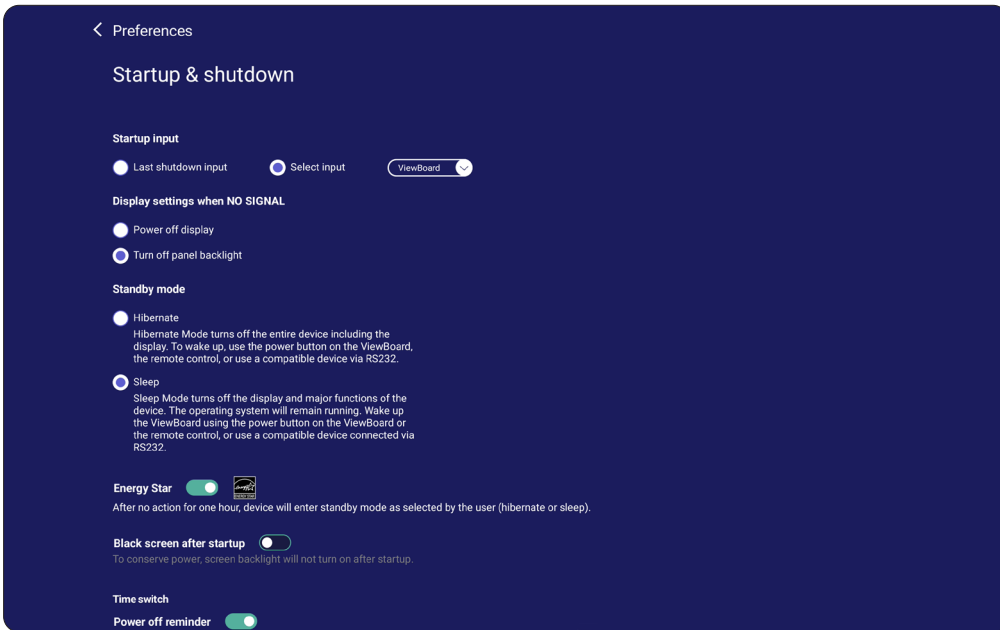 Preferences
Startup & shutdown
Startup input
Last shutdown input
Select input
ViewBoard
Display settings when NO SIGNAL
Power off display
Turn off panel backlight
Standby mode
Hibernate
Hibernate Mode turns off the entire device including the
display. To wake up, use the power button on the ViewBoard,
the remote control, or use a compatible device via RS232.
Sleep
Sleep Mode turns off the display and major functions of the
device. The operating system will remain running. Wake up
the ViewBoard using the power button on the ViewBoard or
the remote control, or use a compatible device connected via
RS232.
Energy Star
ENERGY STAR
After no action for one hour, device will enter standby mode as selected by the user (hibernate or sleep).
Black screen after startup
To conserve power, screen backlight will not turn on after startup.
Time switch
Power off reminder